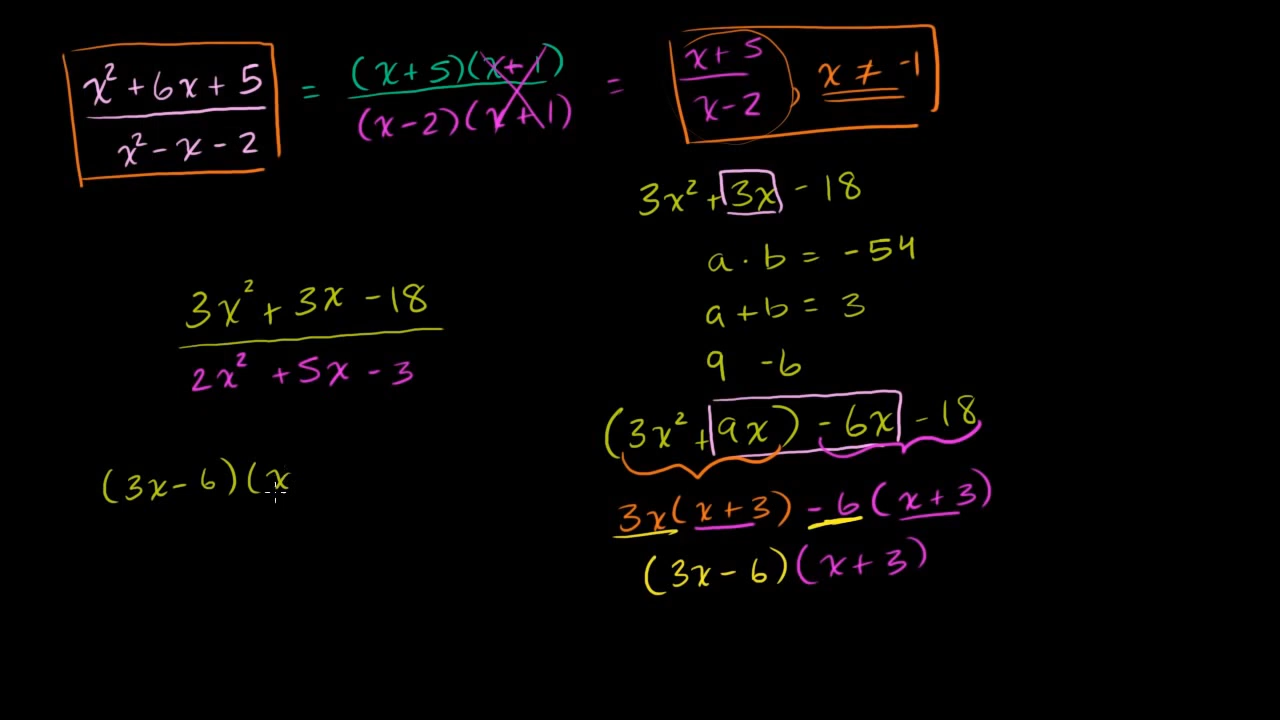 x² + 6x + 5 / x² - x - 2 = (x + 5)(x + 1) / (x - 2)(x + 1) = x + 5 / x - 2, x ≠ -1
3x² + 3x - 18
a · b = -54
a + b = 3
9 -6
3x² + 3x - 18
2x² + 5x - 3
(3x² + 9x) - 6x - 18
3x(x + 3) - 6(x + 3)
(3x - 6)(x + 3)
(3x - 6)(x